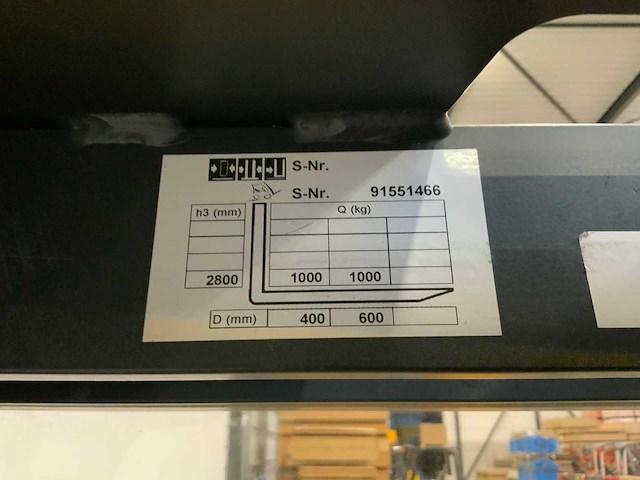 S-Nr.
S-Nr. 91551466
h3 (mm) Q (kg)
2800 1000 1000
D (mm) 400 600